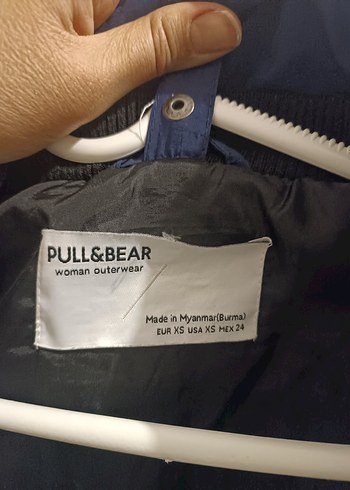 PULL&BEAR
woman outerwear
Made in Myanmar(Burma)
EUR XS USA XS MEX 24